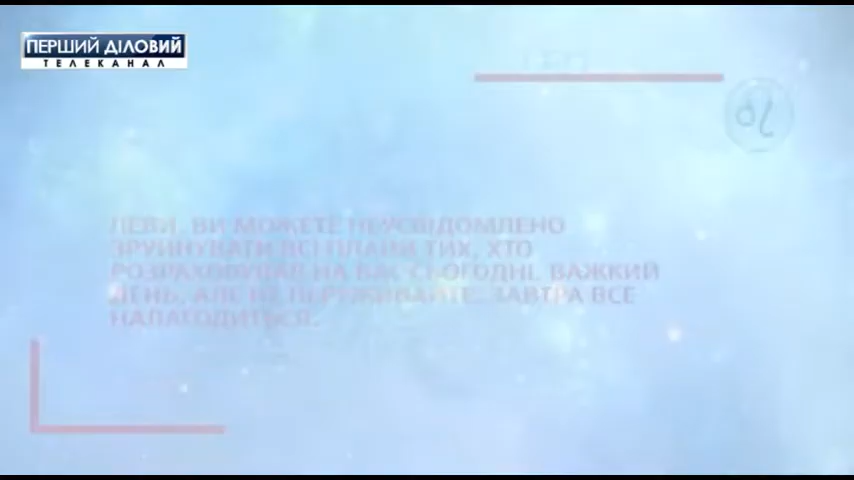 ПЕРШИЙ ДІЛОВИЙ
ТЕЛЕКАНАЛ
LEO
ЛЕВИ, ВИ МОЖЕТЕ НЕУСВІДОМЛЕНО
ЗРУЙНУВАТИ ВСІ ПЛАНИ ТИХ, ХТО
РОЗРАХОВУВАВ НА ВАС СЬОГОДНІ. ВАЖКИЙ
ДЕНЬ, АЛЕ НЕ ПЕРЕЖИВАЙТЕ: ЗАВТРА ВСЕ
НАЛАГОДИТЬСЯ.